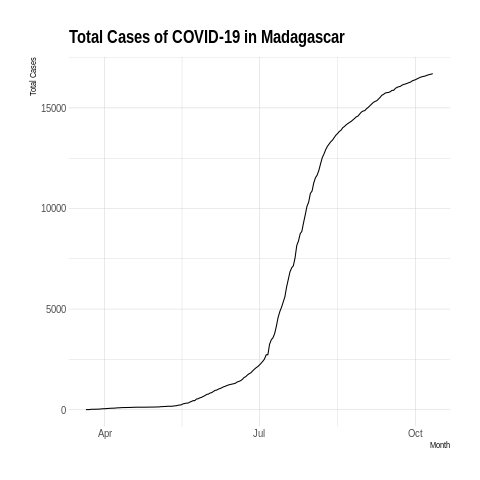 Total Cases of COVID-19 in Madagascar
Total Cases
15000
10000
5000
0
Apr Jul Oct
Month